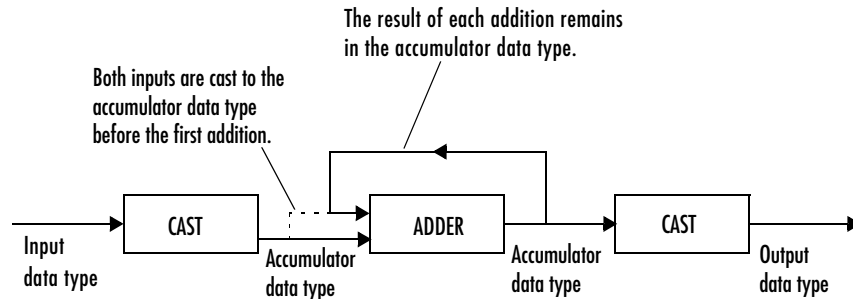 The result of each addition remains
in the accumulator data type.
Both inputs are cast to the
accumulator data type
before the first addition.
CAST
ADDER
CAST
Input
data type
Accumulator
data type
Accumulator
data type
Output
data type